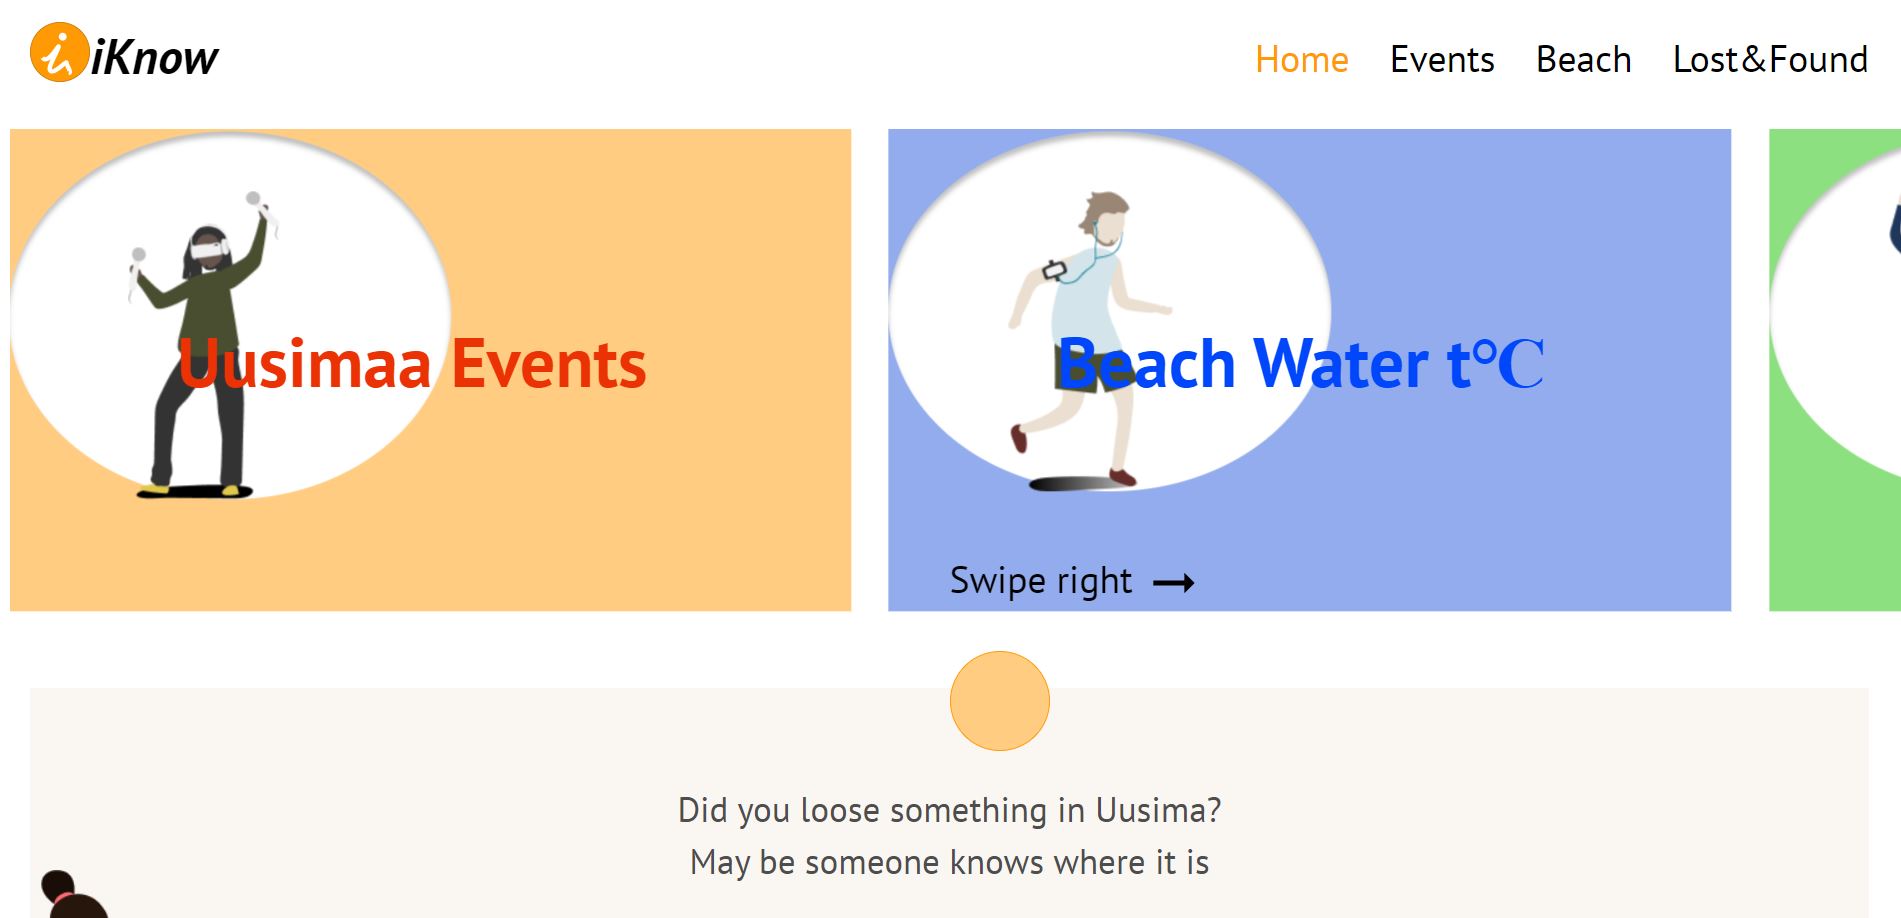 iKnow
Home Events Beach Lost&Found
Uusimaa Events
Beach Water t℃
Swipe right →
Did you loose something in Uusima?
May be someone knows where it is